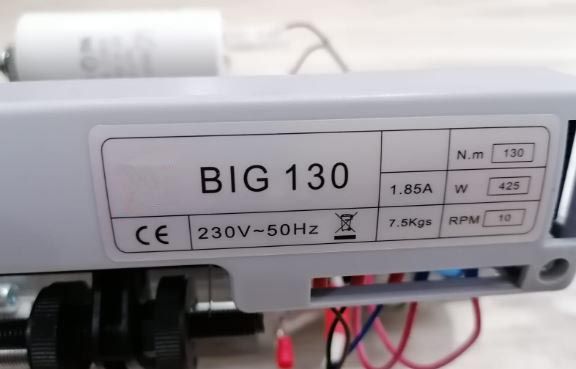 BIG 130
N.m 130
1.85A W 425
CE 230V~50Hz 7.5Kgs RPM 10